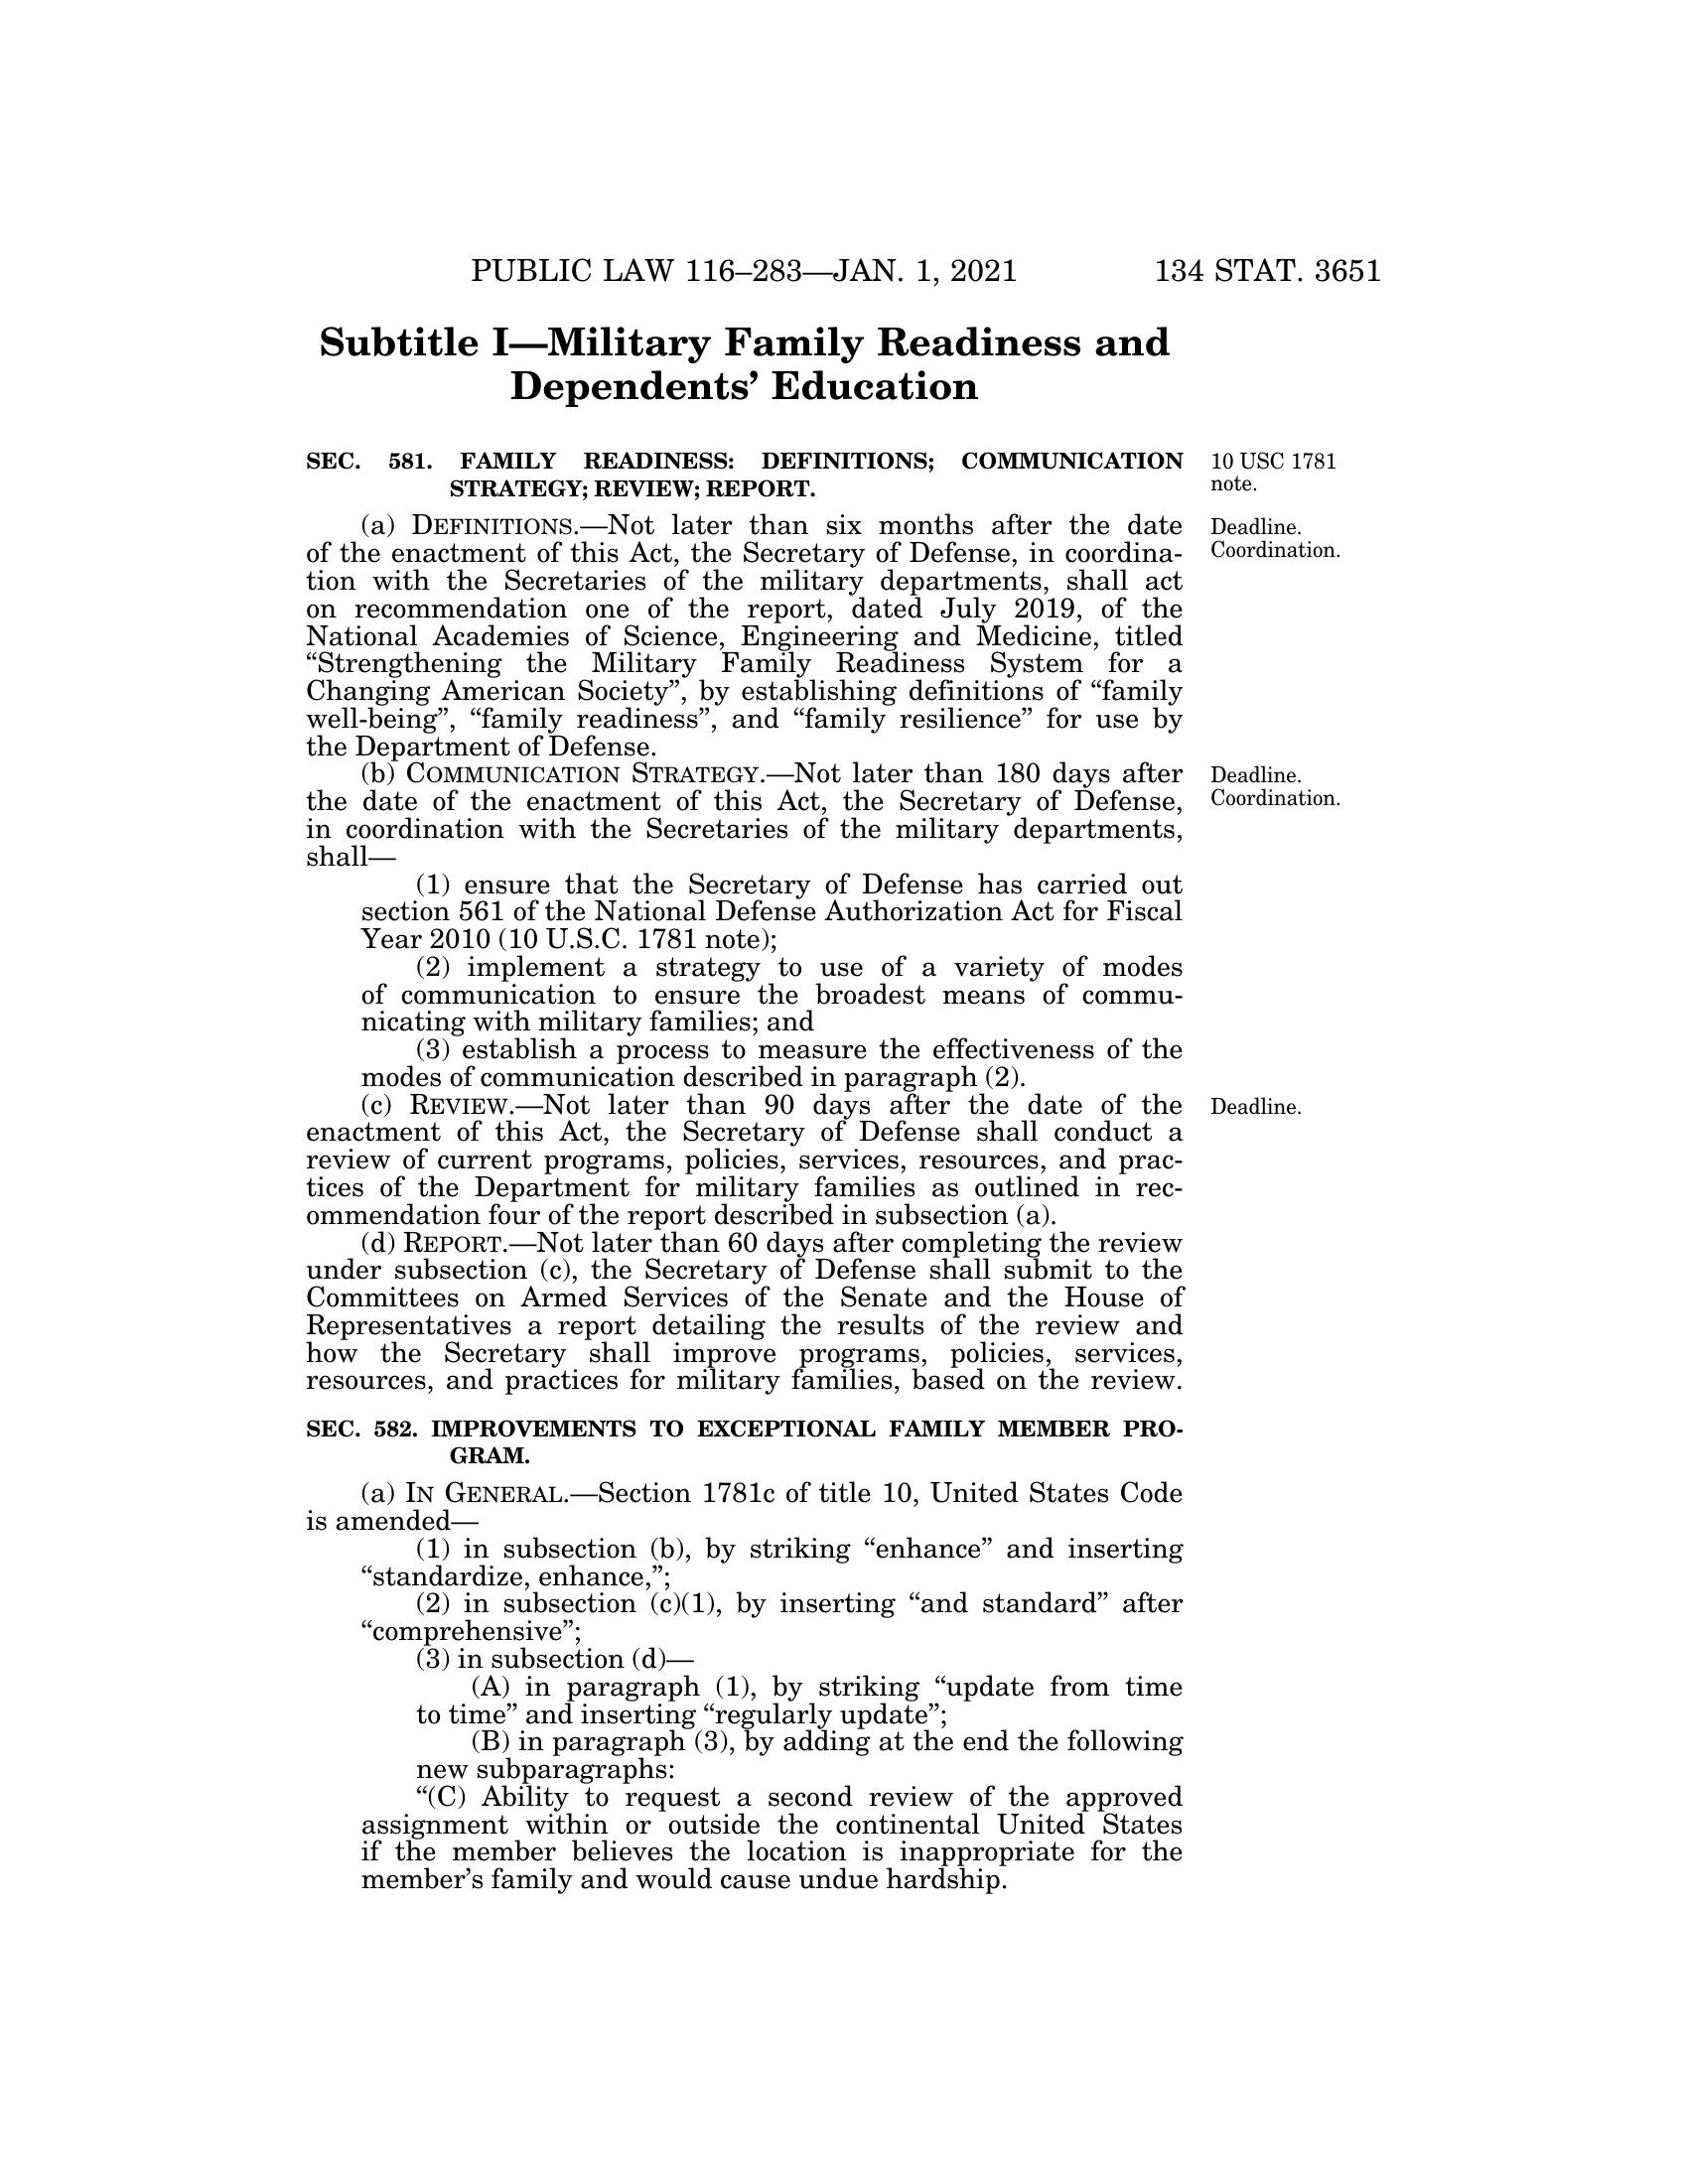 PUBLIC LAW 116–283—JAN. 1, 2021 134 STAT. 3651
Subtitle I—Military Family Readiness and
Dependents’ Education
SEC. 581. FAMILY READINESS: DEFINITIONS; COMMUNICATION
STRATEGY; REVIEW; REPORT.
10 USC 1781
note.
(a) DEFINITIONS.—Not later than six months after the date
of the enactment of this Act, the Secretary of Defense, in coordina-
tion with the Secretaries of the military departments, shall act
on recommendation one of the report, dated July 2019, of the
National Academies of Science, Engineering and Medicine, titled
“Strengthening the Military Family Readiness System for a
Changing American Society”, by establishing definitions of “family
well-being”, “family readiness”, and “family resilience” for use by
the Department of Defense.
Deadline.
Coordination.
(b) COMMUNICATION STRATEGY.—Not later than 180 days after
the date of the enactment of this Act, the Secretary of Defense,
in coordination with the Secretaries of the military departments,
shall—
Deadline.
Coordination.
(1) ensure that the Secretary of Defense has carried out
section 561 of the National Defense Authorization Act for Fiscal
Year 2010 (10 U.S.C. 1781 note);
(2) implement a strategy to use of a variety of modes
of communication to ensure the broadest means of commu-
nicating with military families; and
(3) establish a process to measure the effectiveness of the
modes of communication described in paragraph (2).
(c) REVIEW.—Not later than 90 days after the date of the
enactment of this Act, the Secretary of Defense shall conduct a
review of current programs, policies, services, resources, and prac-
tices of the Department for military families as outlined in rec-
ommendation four of the report described in subsection (a).
Deadline.
(d) REPORT.—Not later than 60 days after completing the review
under subsection (c), the Secretary of Defense shall submit to the
Committees on Armed Services of the Senate and the House of
Representatives a report detailing the results of the review and
how the Secretary shall improve programs, policies, services,
resources, and practices for military families, based on the review.
SEC. 582. IMPROVEMENTS TO EXCEPTIONAL FAMILY MEMBER PRO-
GRAM.
(a) IN GENERAL.—Section 1781c of title 10, United States Code
is amended—
(1) in subsection (b), by striking “enhance” and inserting
“standardize, enhance,”;
(2) in subsection (c)(1), by inserting “and standard” after
“comprehensive”;
(3) in subsection (d)—
(A) in paragraph (1), by striking “update from time
to time” and inserting “regularly update”;
(B) in paragraph (3), by adding at the end the following
new subparagraphs:
“(C) Ability to request a second review of the approved
assignment within or outside the continental United States
if the member believes the location is inappropriate for the
member’s family and would cause undue hardship.